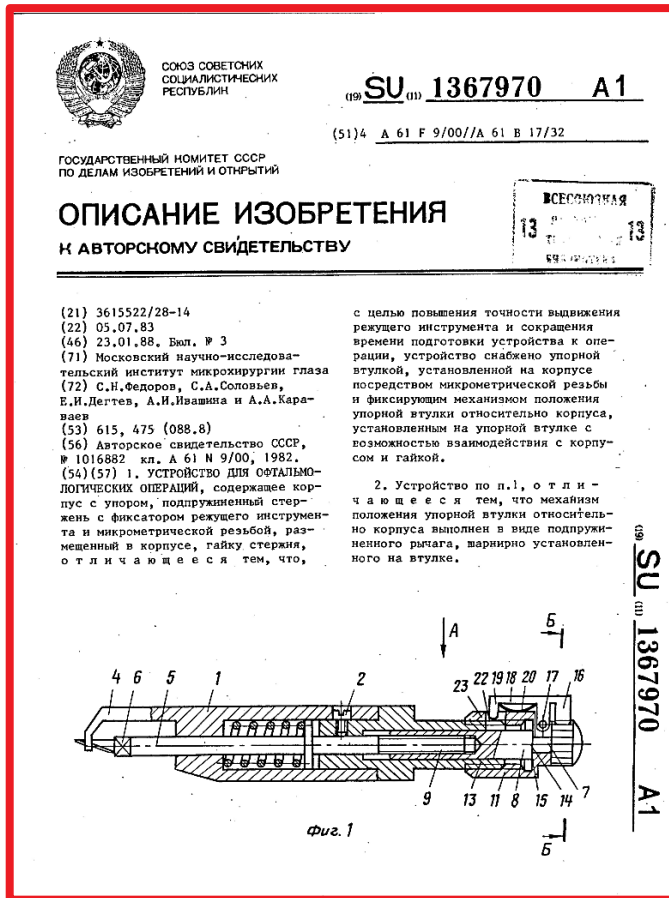 СОЮЗ СОВЕТСКИХ
СОЦИАЛИСТИЧЕСКИХ
РЕСПУБЛИК
(19) SU (11) 1367970 A1
(51)4 A 61 F 9/00//A 61 B 17/32
ГОСУДАРСТВЕННЫЙ КОМИТЕТ СССР
ПО ДЕЛАМ ИЗОБРЕТЕНИЙ И ОТКРЫТИЙ
ОПИСАНИЕ ИЗОБРЕТЕНИЯ
К АВТОРСКОМУ СВИДЕТЕЛЬСТВУ
ВСЕСОЮЗНАЯ
13 13
(21) 3615522/28-14
(22) 05.07.83
(46) 23.01.88. Бюл. № 3
(71) Московский научно-исследова-
тельский институт микрохирургии глаза
(72) С.Н.Федоров, С.А.Соловьев,
Е.И.Дегтев, А.И.Ивашина и А.А.Кара-
ваев
(53) 615, 475 (088.8)
(56) Авторское свидетельство СССР,
№ 1016882 кл. A 61 N 9/00, 1982.
(54)(57) 1. УСТРОЙСТВО ДЛЯ ОФТАЛЬМО-
ЛОГИЧЕСКИХ ОПЕРАЦИЙ, содержащее кор-
пус с упором, подпружиненный стер-
жень с фиксатором режущего инструмен-
та и микрометрической резьбой, раз-
мещенный в корпусе, гайку стержня,
о т л и ч а ю щ е е с я тем, что,
с целью повышения точности выдвижения
режущего инструмента и сокращения
времени подготовки устройства к опе-
рации, устройство снабжено упорной
втулкой, установленной на корпусе
посредством микрометрической резьбы
и фиксирующим механизмом положения
упорной втулки относительно корпуса,
установленным на упорной втулке с
возможностью взаимодействия с корпу-
сом и гайкой.
2. Устройство по п.1, о т л и -
ч а ю щ е е с я тем, что механизм
положения упорной втулки относитель-
но корпуса выполнен в виде подпружи-
ненного рычага, шарнирно установлен-
ного на втулке.
(19) SU (11) 1367970 A1
А
Б
4 6 5 1 2 23 22 19 18 20 17 16
9 13 11 8 15 14 7
Б
Фиг. 1